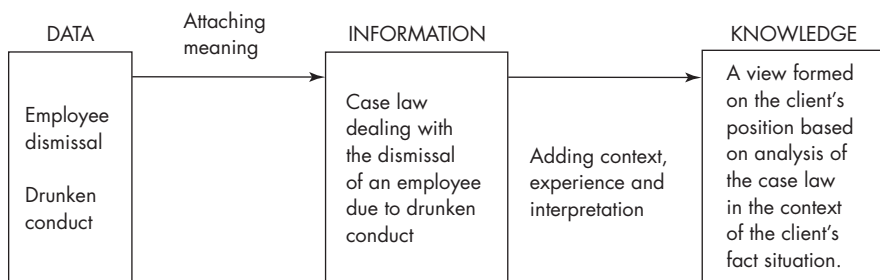 DATA
Attaching
meaning
INFORMATION
KNOWLEDGE
Employee
dismissal
Drunken
conduct
Case law
dealing with
the dismissal
of an employee
due to drunken
conduct
Adding context,
experience and
interpretation
A view formed
on the client’s
position based
on analysis of
the case law
in the context
of the client’s
fact situation.